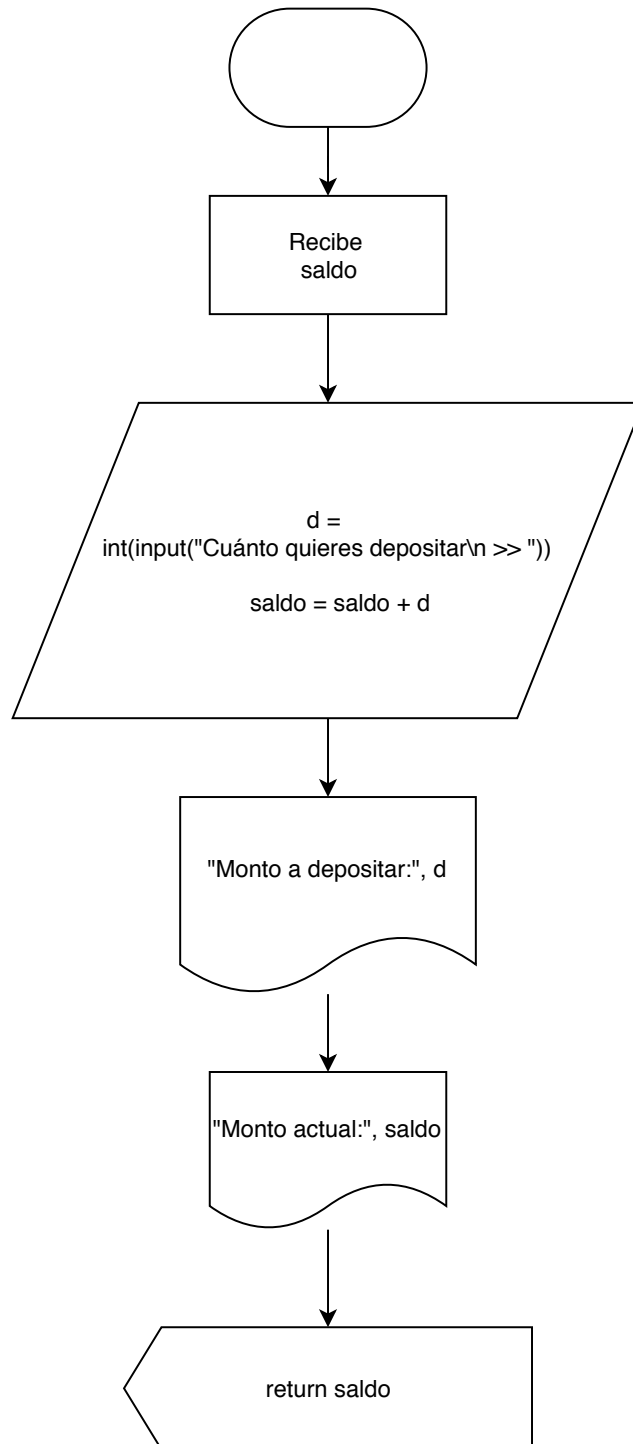 Recibe
saldo
d =
int(input("Cuánto quieres depositar\n >> "))
saldo = saldo + d
"Monto a depositar:", d
"Monto actual:", saldo
return saldo